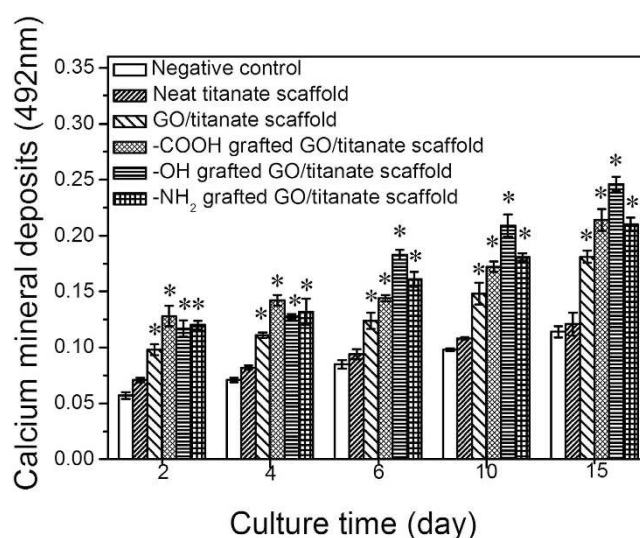 Calcium mineral deposits (492nm)
0.35
0.30
0.25
0.20
0.15
0.10
0.05
0.00
Negative control
Neat titanate scaffold
GO/titanate scaffold
-COOH grafted GO/titanate scaffold
-OH grafted GO/titanate scaffold
-NH₂ grafted GO/titanate scaffold
* * * *
* * * *
* * * *
* * * *
* * * *
2 4 6 10 15
Culture time (day)